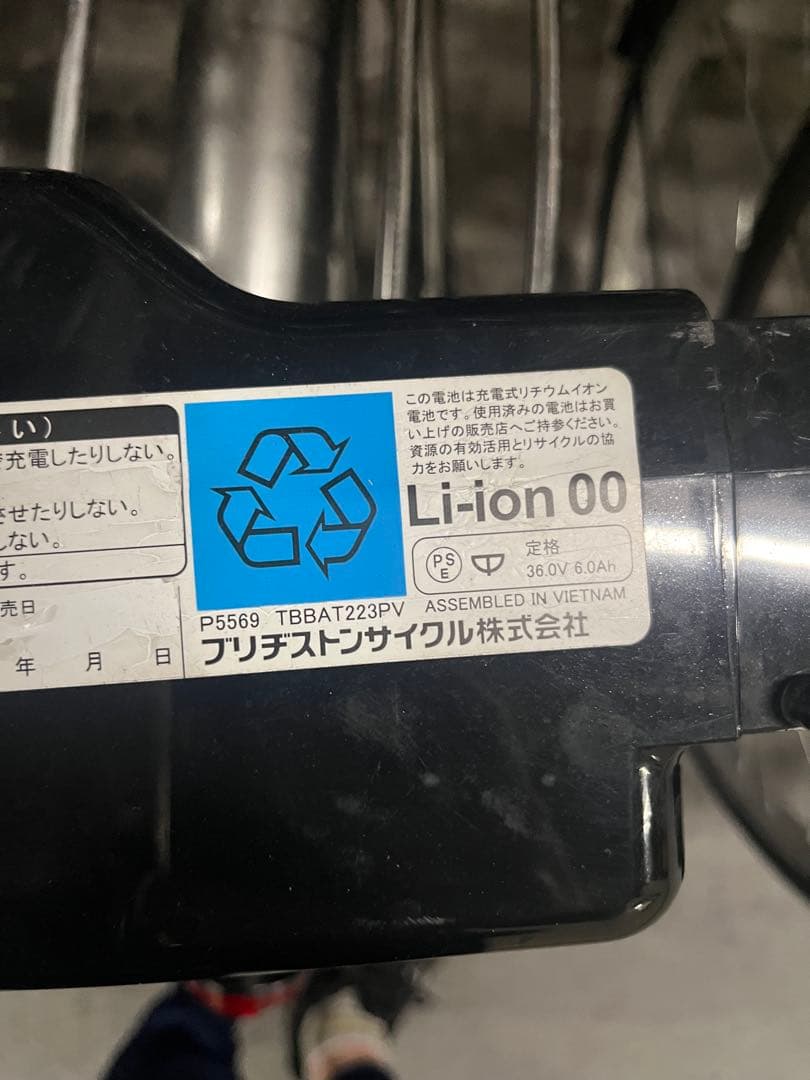 い)
充電したりしない。
させたりしない。
しない。
す。
売日
年 月 日
この電池は充電式リチウムイオン
電池です。使用済みの電池はお買
い上げの販売店へご持参ください。
資源の有効活用とリサイクルの協
力をお願いします。
Li-ion 00
PS
E
定格
36.0V 6.0Ah
P5569 TBBAT223PV ASSEMBLED IN VIETNAM
ブリヂストンサイクル株式会社